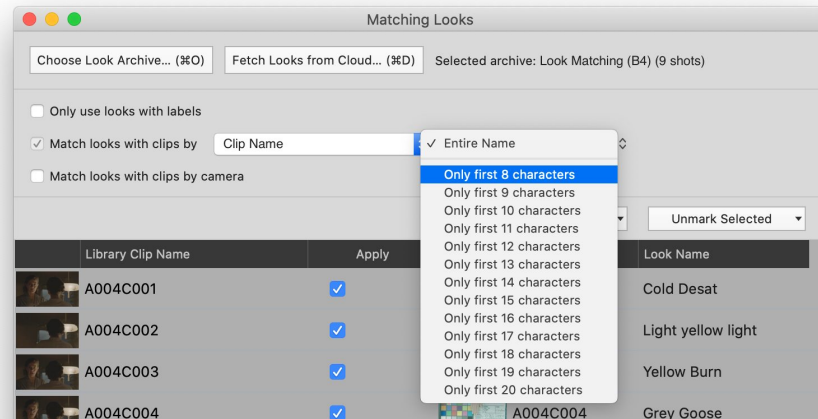 Matching Looks
Choose Look Archive... (⌘O) Fetch Looks from Cloud... (⌘D) Selected archive: Look Matching (B4) (9 shots)
Only use looks with labels
Match looks with clips by Clip Name ✓ Entire Name
Match looks with clips by camera
Only first 8 characters
Only first 9 characters
Only first 10 characters
Only first 11 characters
Only first 12 characters
Only first 13 characters
Only first 14 characters
Only first 15 characters
Only first 16 characters
Only first 17 characters
Only first 18 characters
Only first 19 characters
Only first 20 characters
Unmark Selected
Library Clip Name Apply Look Name
A004C001 Cold Desat
A004C002 Light yellow light
A004C003 Yellow Burn
A004C004 A004C004 Grey Goose